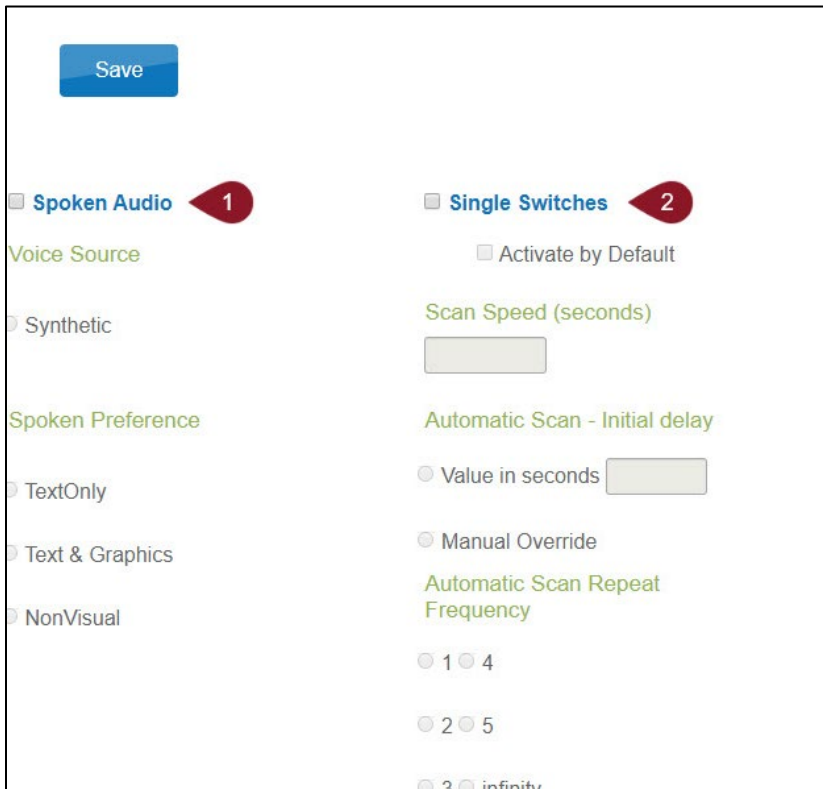 Save
Spoken Audio 1
Voice Source
Synthetic
Spoken Preference
TextOnly
Text & Graphics
NonVisual
Single Switches 2
Activate by Default
Scan Speed (seconds)
Automatic Scan - Initial delay
Value in seconds
Manual Override
Automatic Scan Repeat
Frequency
1 4
2 5
3 infinity